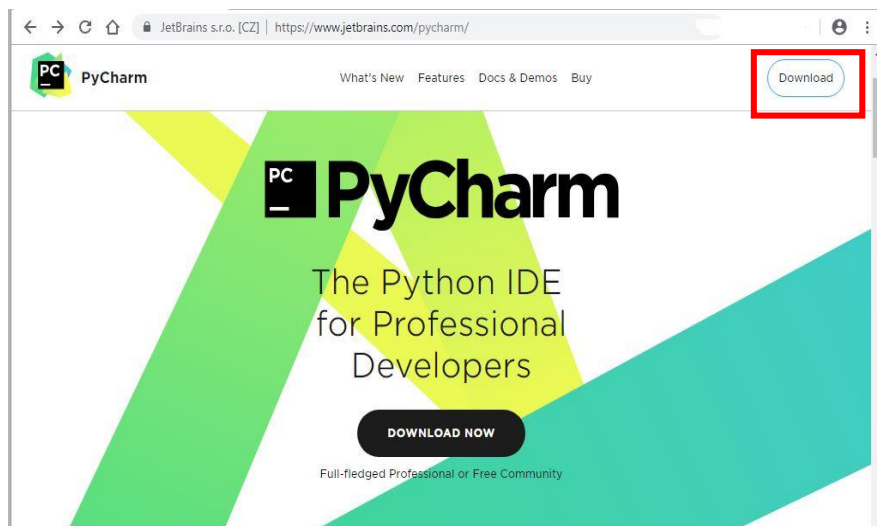 JetBrains s.r.o. [CZ] | https://www.jetbrains.com/pycharm/
PC PyCharm What's New Features Docs & Demos Buy Download
PC PyCharm
The Python IDE
for Professional
Developers
DOWNLOAD NOW
Full-fledged Professional or Free Community